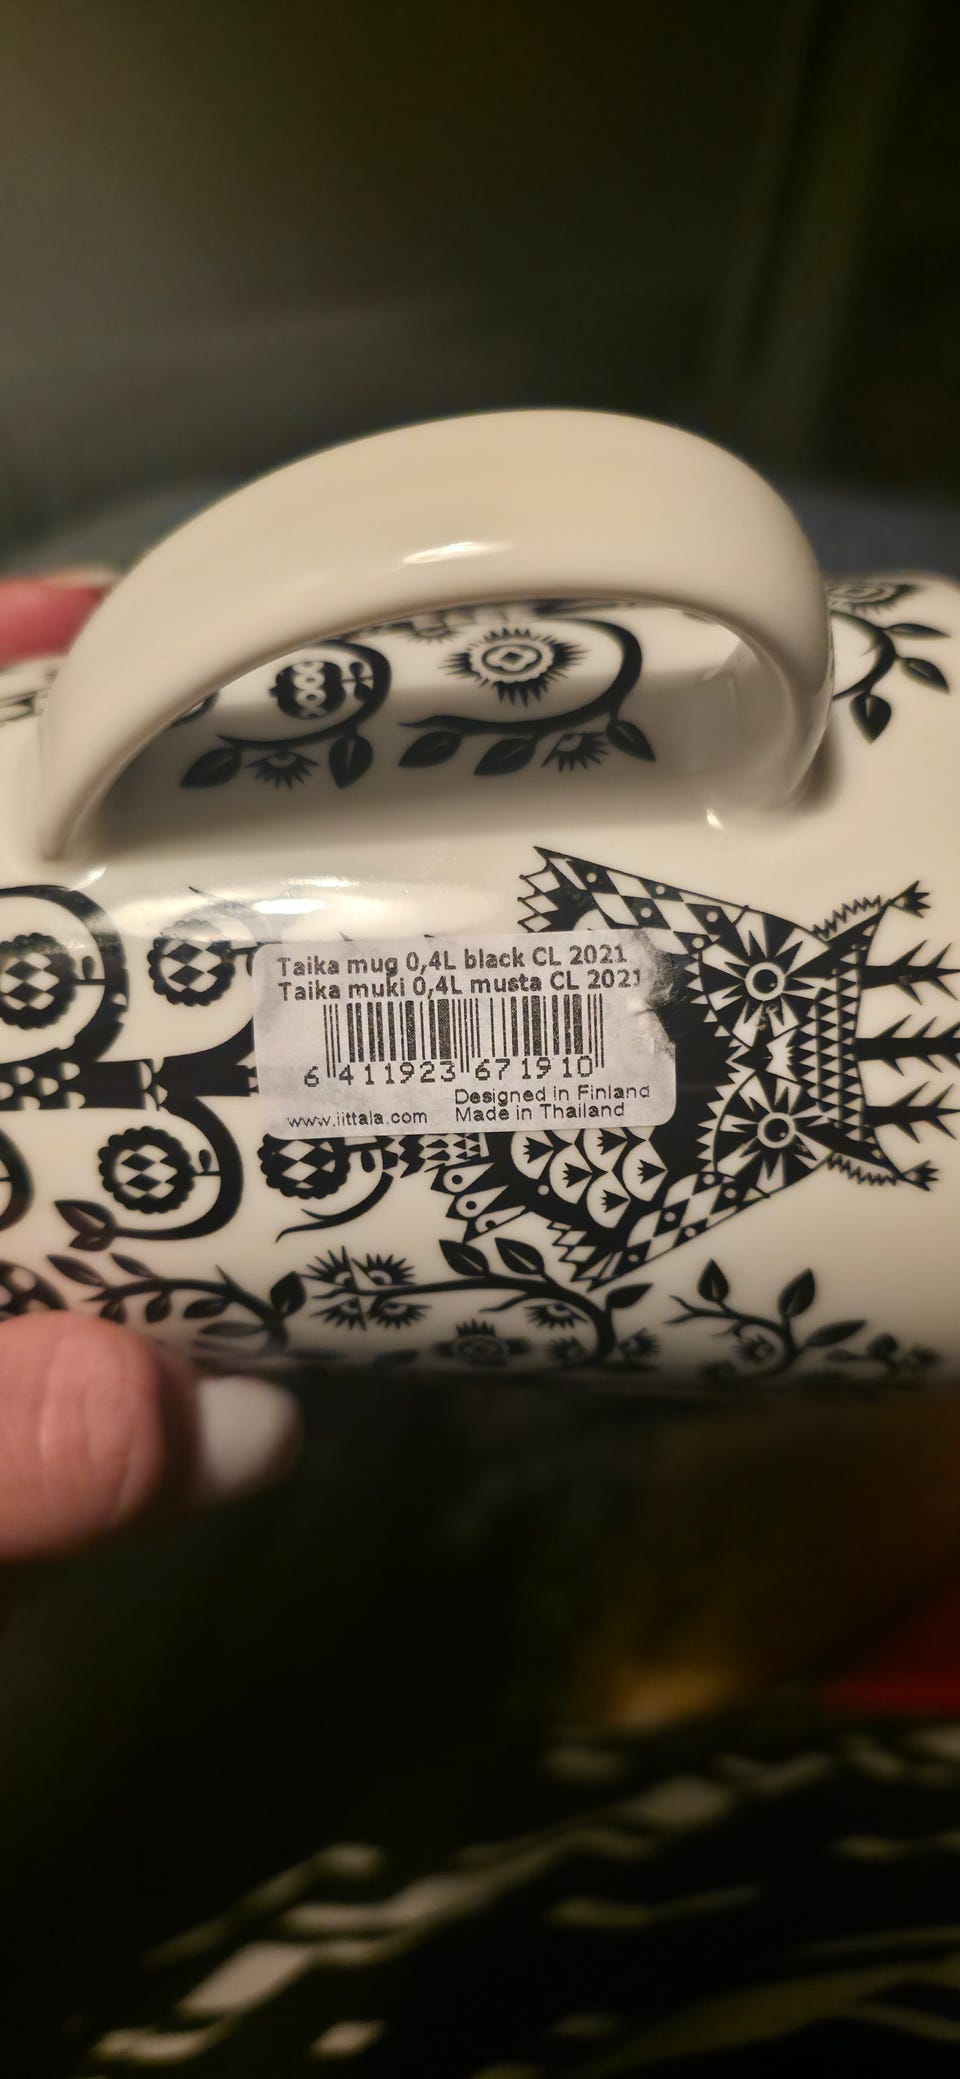 Taika mug 0,4L black CL 2021
Taika muki 0,4L musta CL 2021
6 411923 671910
Designed in Finland
www.iittala.com Made in Thailand